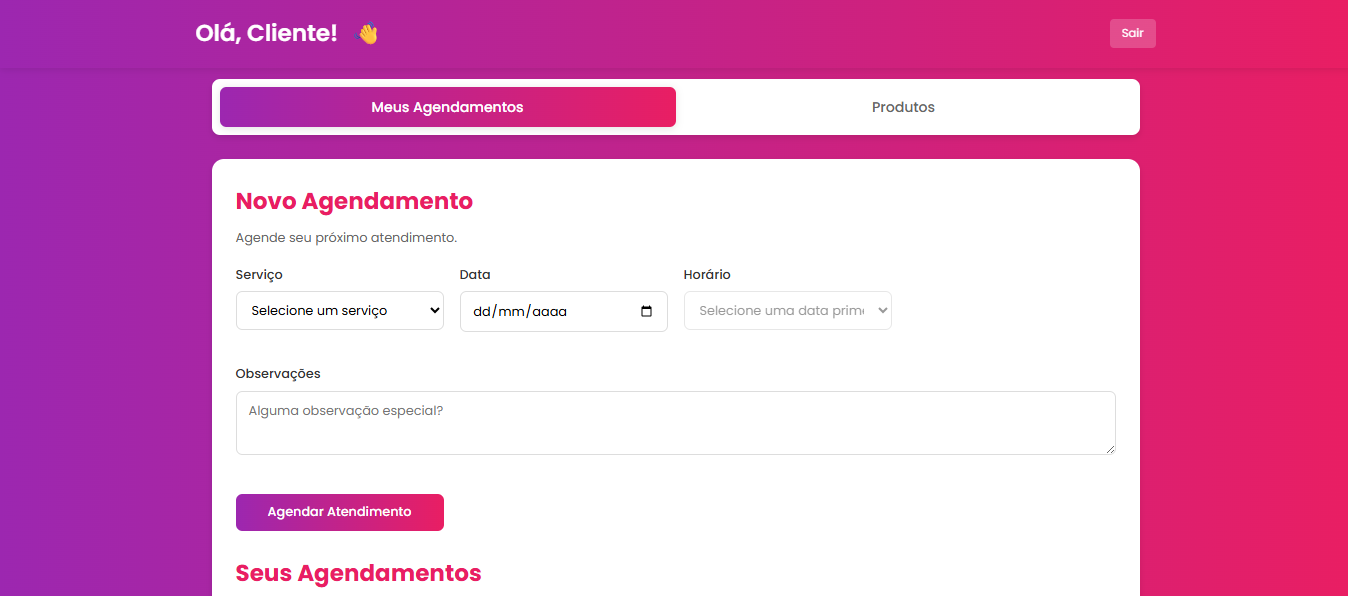 Olá, Cliente! 👋
Sair
Meus Agendamentos
Produtos
Novo Agendamento
Agende seu próximo atendimento.
Serviço
Data
Horário
Selecione um serviço
dd/mm/aaaa
Selecione uma data prim
Observações
Alguma observação especial?
Agendar Atendimento
Seus Agendamentos